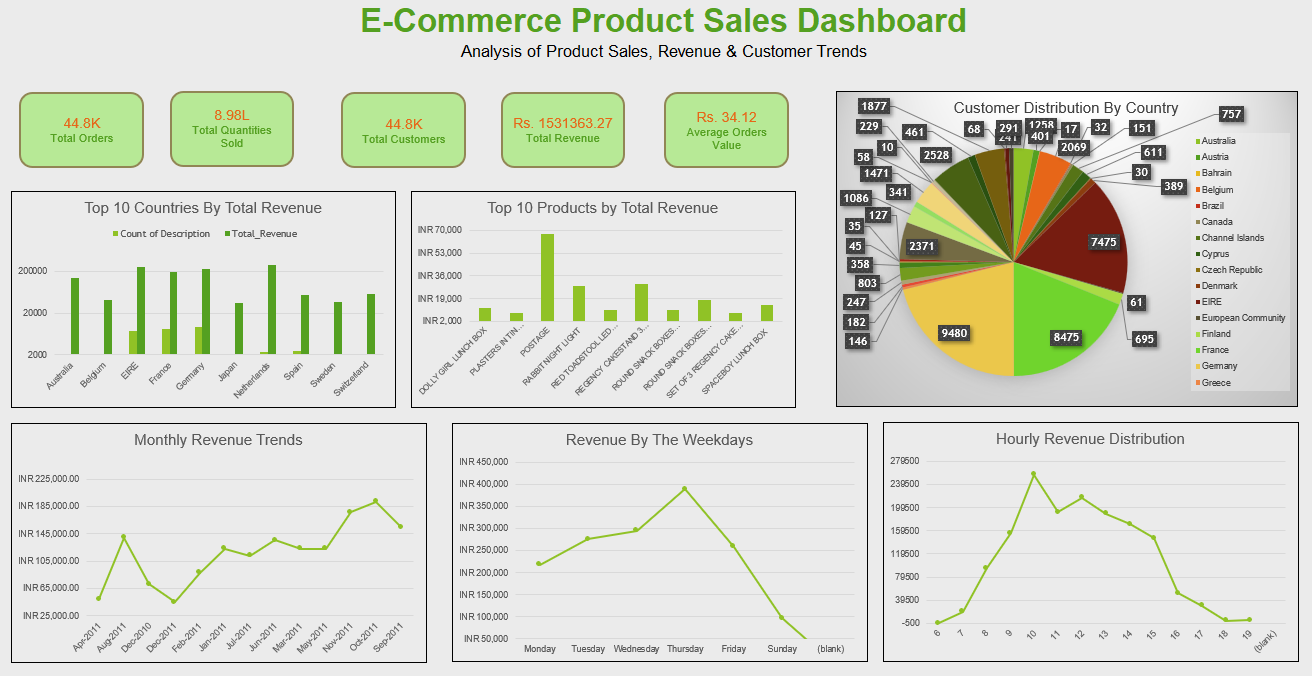 E-Commerce Product Sales Dashboard
Analysis of Product Sales, Revenue & Customer Trends
44.8K
Total Orders
8.98L
Total Quantities
Sold
44.8K
Total Customers
Rs. 1531363.27
Total Revenue
Rs. 34.12
Average Orders
Value
Top 10 Countries By Total Revenue
Count of Description
Total_Revenue
200000
20000
2000
Australia
Belgium
EIRE
France
Germany
Japan
Netherlands
Spain
Sweden
Switzerland
Top 10 Products by Total Revenue
INR 70,000
INR 53,000
INR 36,000
INR 19,000
INR 2,000
DOLLY GIRL LUNCH BOX
PLASTERS IN TIN...
POSTAGE
RABBIT NIGHT LIGHT
RED TOADSTOOL LED...
REGENCY CAKESTAND 3...
ROUND SNACK BOXES...
ROUND SNACK BOXES...
SET OF 3 REGENCY CAKE...
SPACEBOY LUNCH BOX
Customer Distribution By Country
1877
229
461
68
291
241
1258
401
17
2069
32
151
757
611
30
389
7475
61
695
8475
9480
146
182
247
803
358
45
35
127
2371
1086
341
1471
58
10
2528
Australia
Austria
Bahrain
Belgium
Brazil
Canada
Channel Islands
Cyprus
Czech Republic
Denmark
EIRE
European Community
Finland
France
Germany
Greece
Monthly Revenue Trends
INR 225,000.00
INR 185,000.00
INR 145,000.00
INR 105,000.00
INR 65,000.00
INR 25,000.00
Apr-2011
Aug-2011
Dec-2010
Dec-2011
Feb-2011
Jan-2011
Jul-2011
Jun-2011
Mar-2011
May-2011
Nov-2011
Oct-2011
Sep-2011
Revenue By The Weekdays
INR 450,000
INR 400,000
INR 350,000
INR 300,000
INR 250,000
INR 200,000
INR 150,000
INR 100,000
INR 50,000
Monday
Tuesday
Wednesday
Thursday
Friday
Sunday
(blank)
Hourly Revenue Distribution
279500
239500
199500
159500
119500
79500
39500
-500
6
7
8
9
10
11
12
13
14
15
16
17
18
19
(blank)